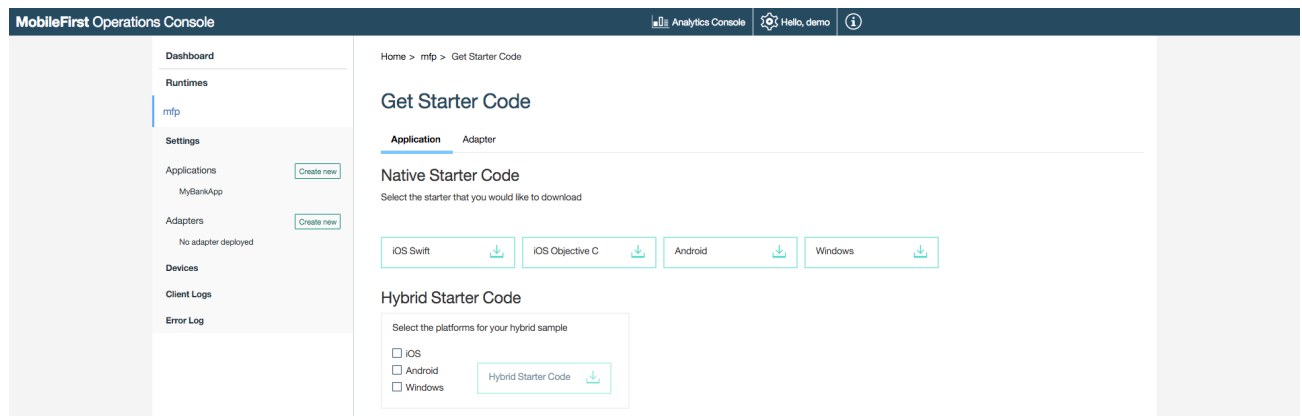 MobileFirst Operations Console
Analytics Console
Hello, demo
Dashboard
Runtimes
mfp
Settings
Applications
Create new
MyBankApp
Adapters
Create new
No adapter deployed
Devices
Client Logs
Error Log
Home > mfp > Get Starter Code
Get Starter Code
Application
Adapter
Native Starter Code
Select the starter that you would like to download
iOS Swift
iOS Objective C
Android
Windows
Hybrid Starter Code
Select the platforms for your hybrid sample
iOS
Android
Windows
Hybrid Starter Code